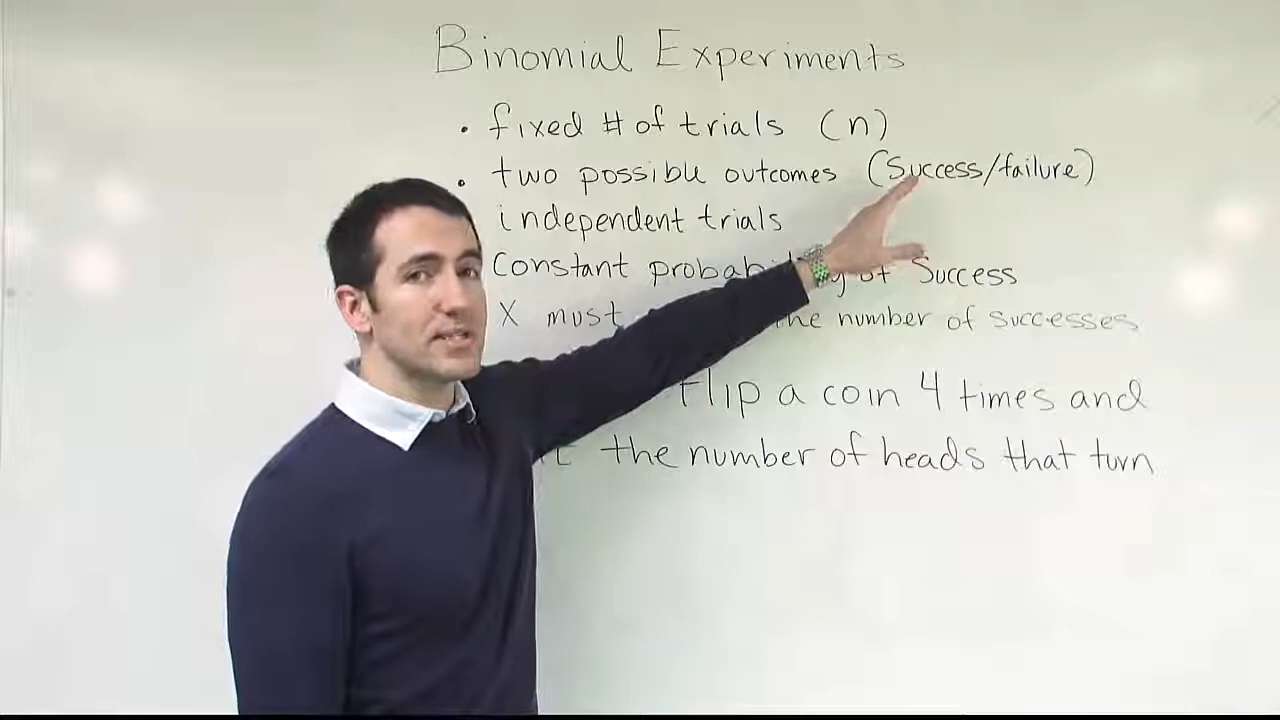 Binomial Experiments
• fixed # of trials (n)
• two possible outcomes (Success/failure)
independent trials
Constant of Success
X must the number of successes
flip a coin 4 times and
the number of heads that turn